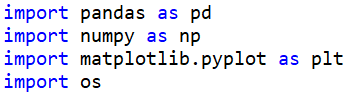 import pandas as pd
import numpy as np
import matplotlib.pyplot as plt
import os